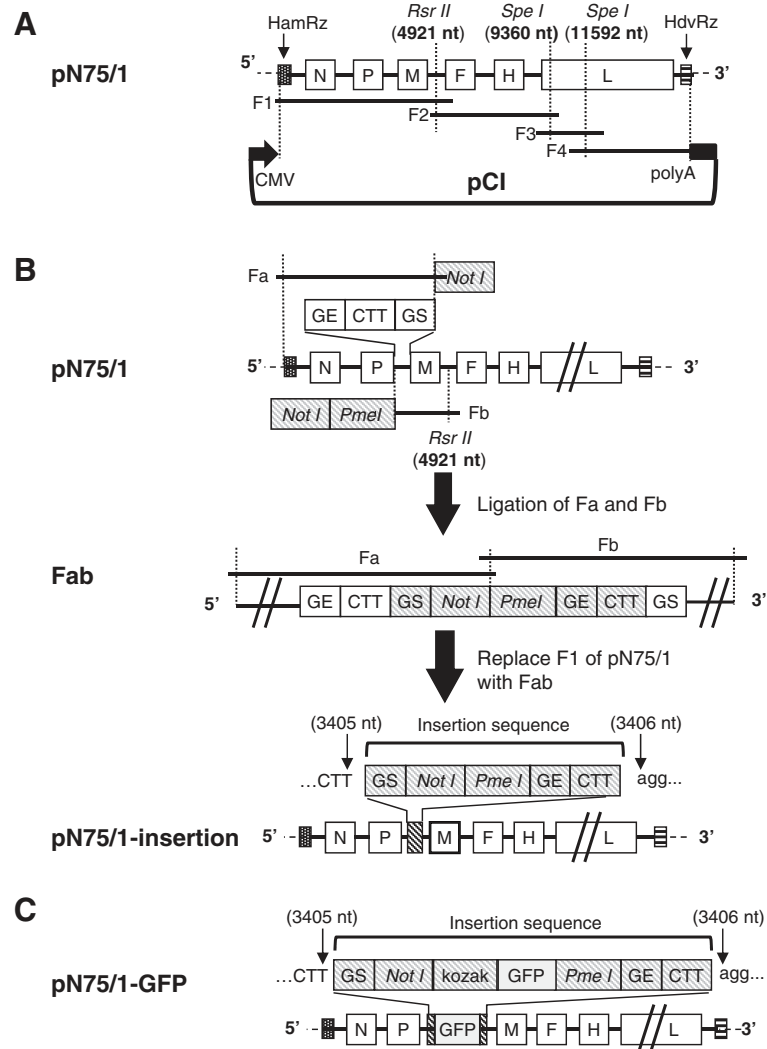 A
HamRz
Rsr II
(4921 nt)
Spe I
(9360 nt)
Spe I
(11592 nt)
HdvRz
pN75/1
5’
N P M F H L
3’
F1
F2
F3
F4
CMV
pCI
polyA
B
Fa
Not I
GE CTT GS
pN75/1
5’
N P M F H L
3’
Not I PmeI
Fb
Rsr II
(4921 nt)
Ligation of Fa and Fb
Fab
Fa
Fb
5’
GE CTT GS Not I PmeI GE CTT GS
3’
Replace F1 of pN75/1
with Fab
(3405 nt)
Insertion sequence
(3406 nt)
...CTT GS Not I Pme I GE CTT agg...
pN75/1-insertion
5’
N P M F H L
3’
C
(3405 nt)
Insertion sequence
(3406 nt)
pN75/1-GFP
...CTT GS Not I kozak GFP Pme I GE CTT agg...
5’
N P GFP M F H L
3’